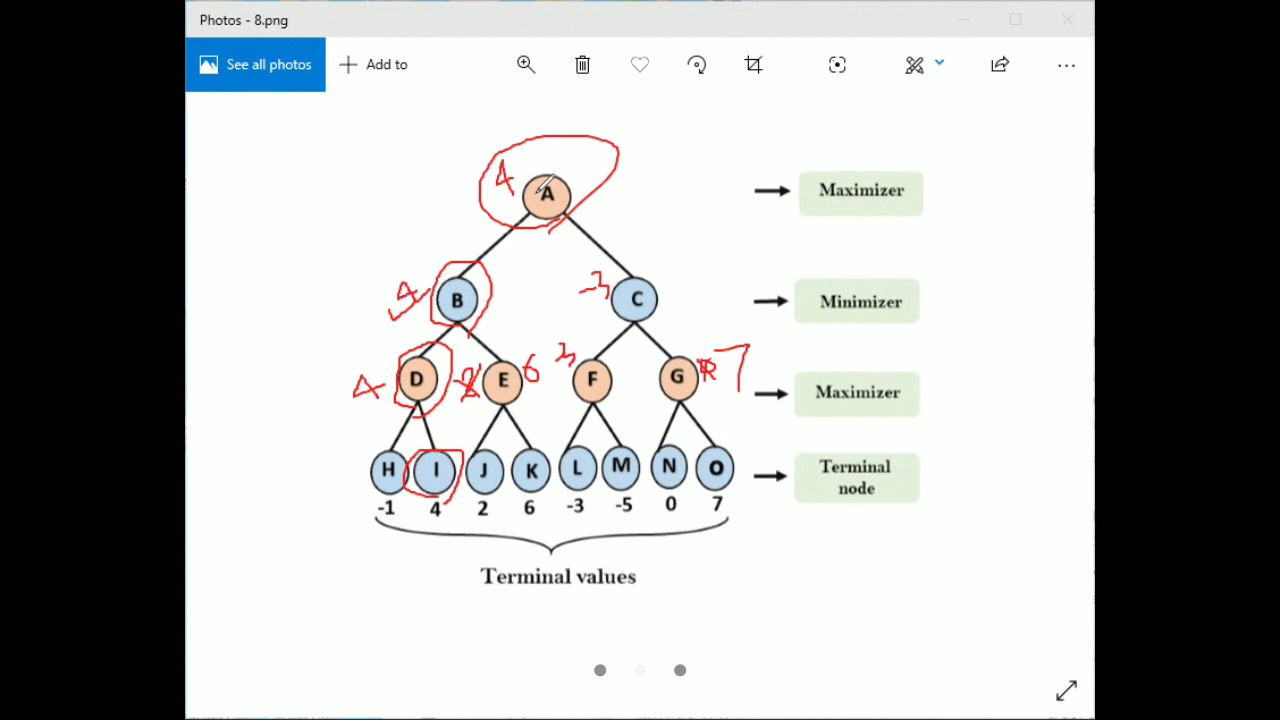 Photos - 8.png
See all photos
Add to
4
A
Maximizer
4
B
-3
C
Minimizer
4
D
E
6
3
F
G
7
Maximizer
H
I
J
K
L
M
N
O
Terminal
node
-1
4
2
6
-3
-5
0
7
Terminal values